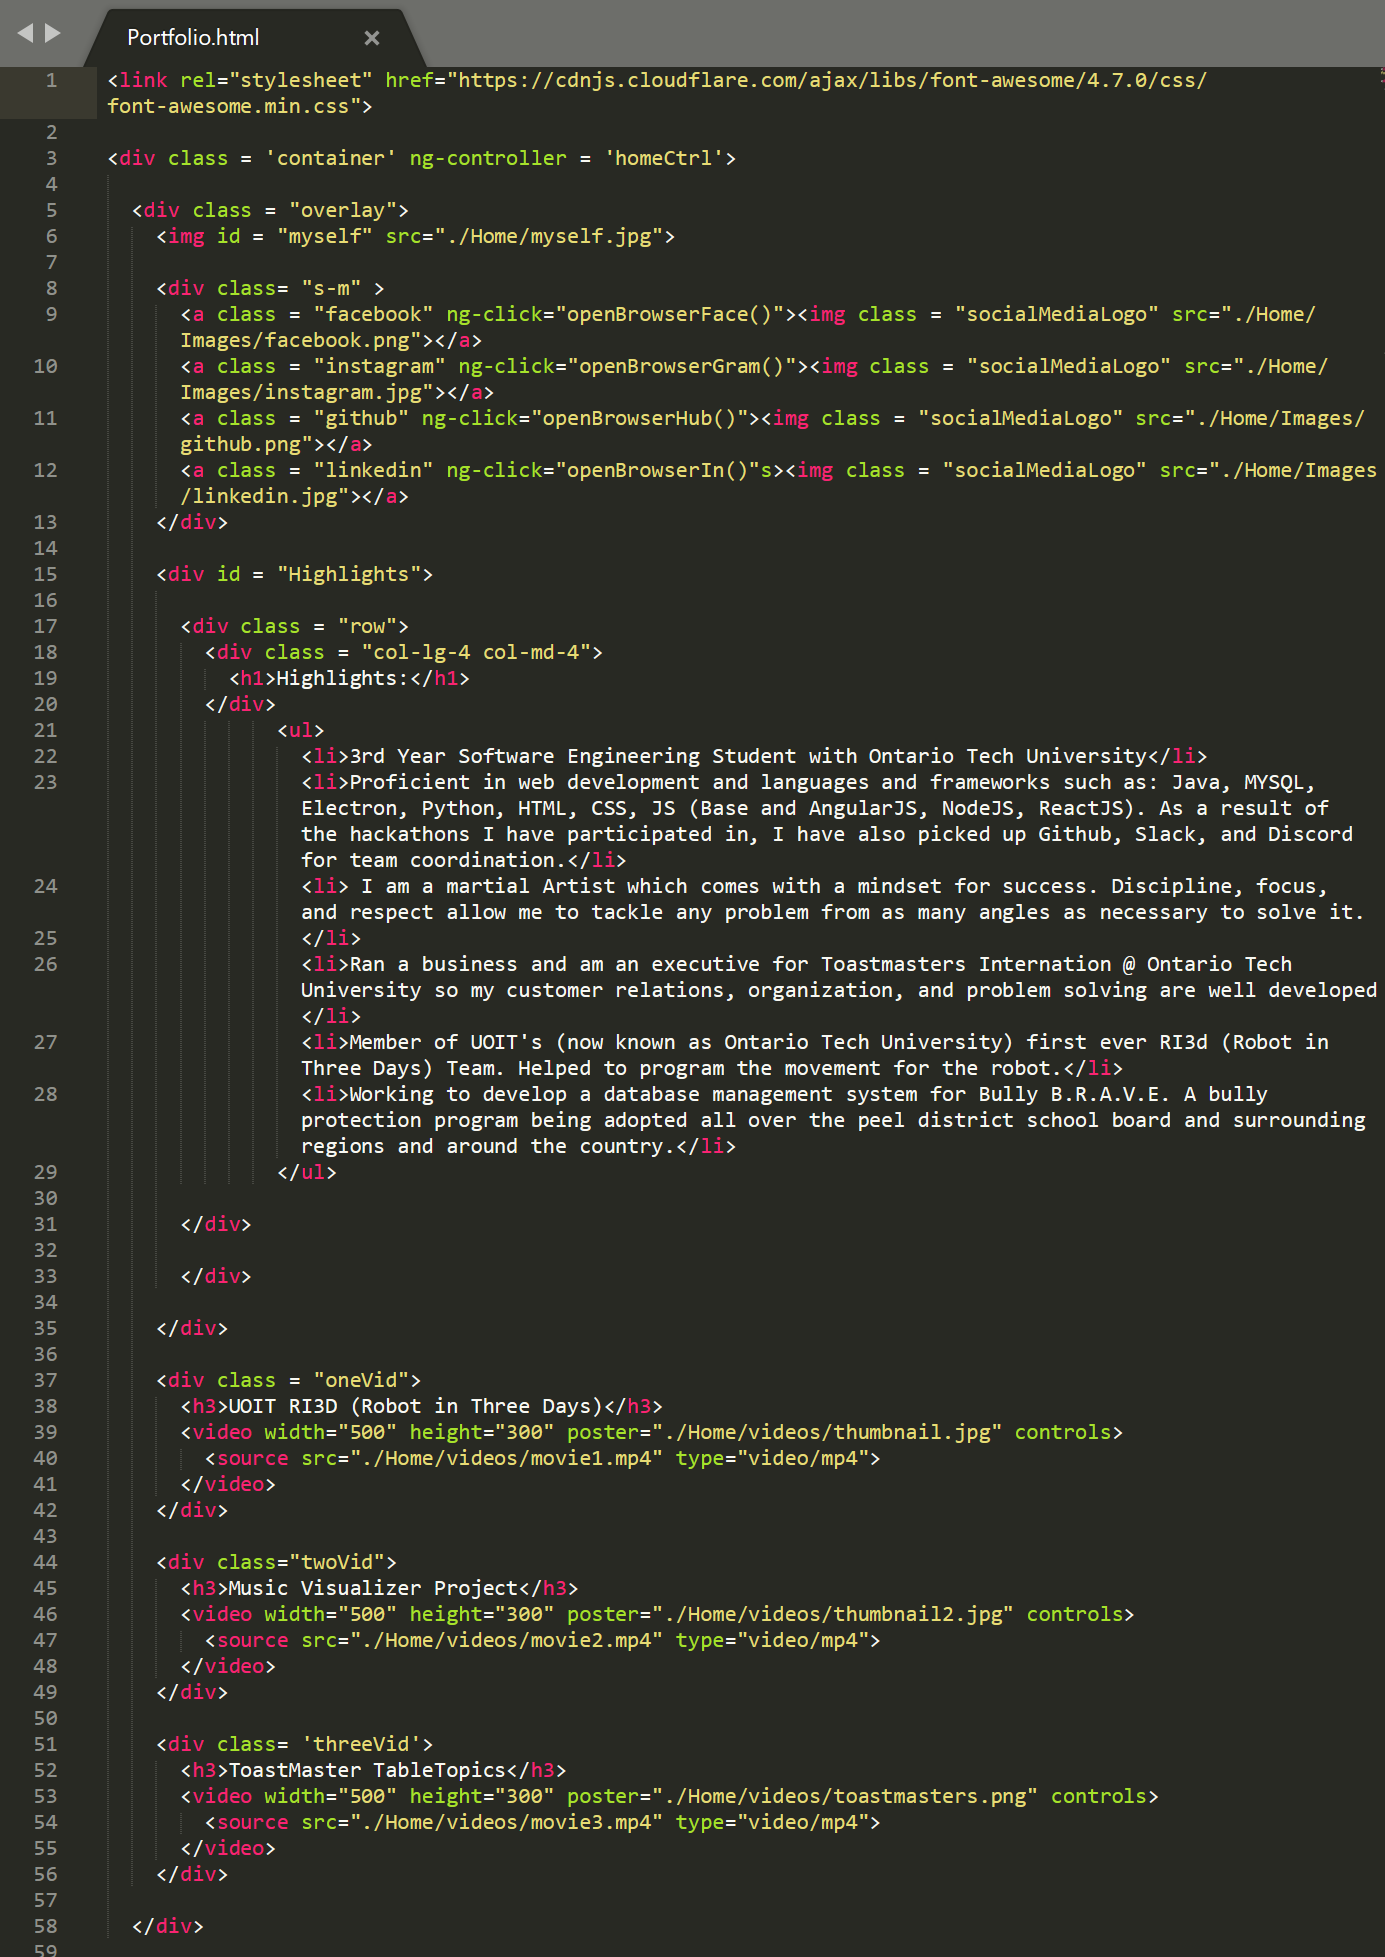 Portfolio.html ×
1 <link rel="stylesheet" href="https://cdnjs.cloudflare.com/ajax/libs/font-awesome/4.7.0/css/
font-awesome.min.css">
2
3 <div class = 'container' ng-controller = 'homeCtrl'>
4
5 <div class = "overlay">
6 <img id = "myself" src="./Home/myself.jpg">
7
8 <div class= "s-m" >
9 <a class = "facebook" ng-click="openBrowserFace()"><img class = "socialMediaLogo" src="./Home/
Images/facebook.png"></a>
10 <a class = "instagram" ng-click="openBrowserGram()"><img class = "socialMediaLogo" src="./Home/
Images/instagram.jpg"></a>
11 <a class = "github" ng-click="openBrowserHub()"><img class = "socialMediaLogo" src="./Home/Images/
github.png"></a>
12 <a class = "linkedin" ng-click="openBrowserIn()"s><img class = "socialMediaLogo" src="./Home/Images
/linkedin.jpg"></a>
13 </div>
14
15 <div id = "Highlights">
16
17 <div class = "row">
18 <div class = "col-lg-4 col-md-4">
19 <h1>Highlights:</h1>
20 </div>
21 <ul>
22 <li>3rd Year Software Engineering Student with Ontario Tech University</li>
23 <li>Proficient in web development and languages and frameworks such as: Java, MYSQL,
Electron, Python, HTML, CSS, JS (Base and AngularJS, NodeJS, ReactJS). As a result of
the hackathons I have participated in, I have also picked up Github, Slack, and Discord
for team coordination.</li>
24 <li> I am a martial Artist which comes with a mindset for success. Discipline, focus,
and respect allow me to tackle any problem from as many angles as necessary to solve it.
25 </li>
26 <li>Ran a business and am an executive for Toastmasters Internation @ Ontario Tech
University so my customer relations, organization, and problem solving are well developed
</li>
27 <li>Member of UOIT's (now known as Ontario Tech University) first ever RI3d (Robot in
Three Days) Team. Helped to program the movement for the robot.</li>
28 <li>Working to develop a database management system for Bully B.R.A.V.E. A bully
protection program being adopted all over the peel district school board and surrounding
regions and around the country.</li>
29 </ul>
30
31 </div>
32
33 </div>
34
35 </div>
36
37 <div class = "oneVid">
38 <h3>UOIT RI3D (Robot in Three Days)</h3>
39 <video width="500" height="300" poster="./Home/videos/thumbnail.jpg" controls>
40 <source src="./Home/videos/movie1.mp4" type="video/mp4">
41 </video>
42 </div>
43
44 <div class="twoVid">
45 <h3>Music Visualizer Project</h3>
46 <video width="500" height="300" poster="./Home/videos/thumbnail2.jpg" controls>
47 <source src="./Home/videos/movie2.mp4" type="video/mp4">
48 </video>
49 </div>
50
51 <div class= 'threeVid'>
52 <h3>ToastMaster TableTopics</h3>
53 <video width="500" height="300" poster="./Home/videos/toastmasters.png" controls>
54 <source src="./Home/videos/movie3.mp4" type="video/mp4">
55 </video>
56 </div>
57
58 </div>
59